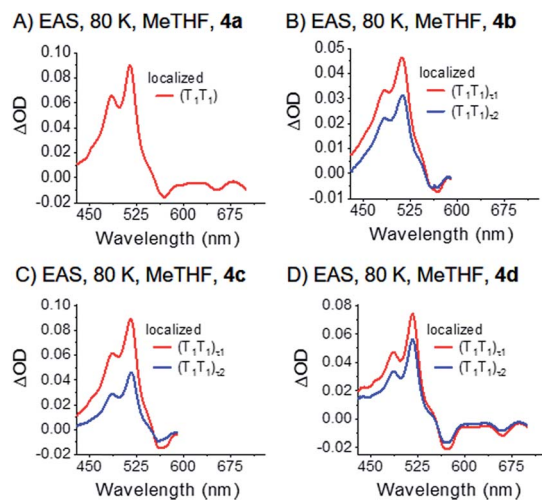 A) EAS, 80 K, MeTHF, 4a
0.10
0.08
0.06
0.04
0.02
0.00
-0.02
ΔOD
localized
(T₁T₁)
450 525 600 675
Wavelength (nm)
B) EAS, 80 K, MeTHF, 4b
0.05
0.04
0.03
0.02
0.01
0.00
-0.01
ΔOD
localized
(T₁T₁)τ1
(T₁T₁)τ2
450 525 600 675
Wavelength (nm)
C) EAS, 80 K, MeTHF, 4c
0.10
0.08
0.06
0.04
0.02
0.00
-0.02
ΔOD
localized
(T₁T₁)τ1
(T₁T₁)τ2
450 525 600 675
Wavelength (nm)
D) EAS, 80 K, MeTHF, 4d
0.08
0.06
0.04
0.02
0.00
-0.02
ΔOD
localized
(T₁T₁)τ1
(T₁T₁)τ2
450 525 600 675
Wavelength (nm)